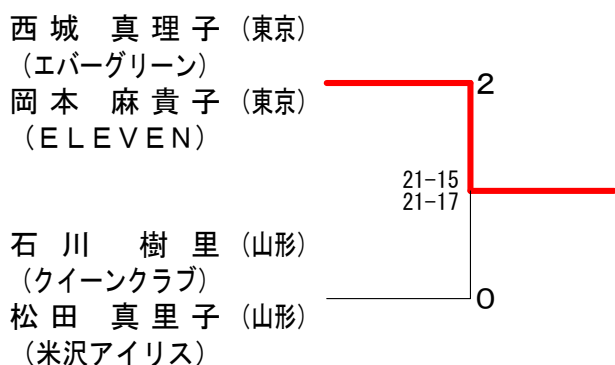 西城 真理子 (東京)
(エバーグリーン)
岡本 麻貴子 (東京)
(ELEVEN)
2
21-15
21-17
石川 樹里 (山形)
(クイーンクラブ)
松田 真里子 (山形)
(米沢アイリス)
0